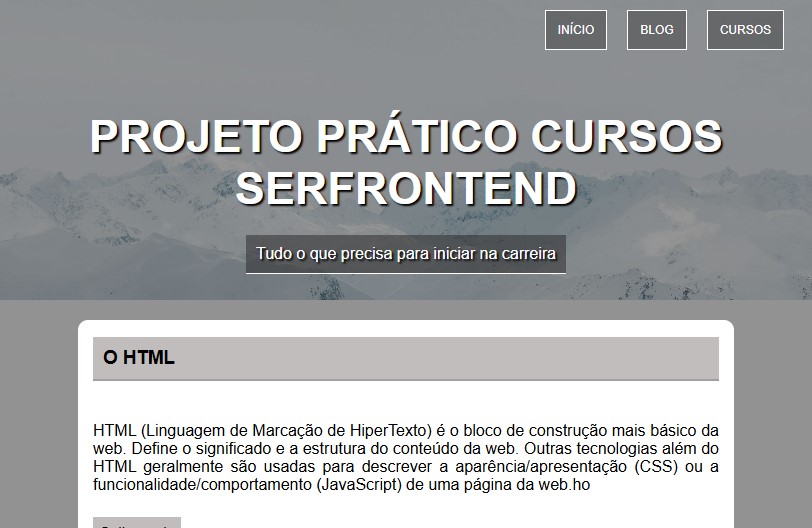 INÍCIO BLOG CURSOS
PROJETO PRÁTICO CURSOS
SERFRONTEND
Tudo o que precisa para iniciar na carreira
O HTML
HTML (Linguagem de Marcação de HiperTexto) é o bloco de construção mais básico da
web. Define o significado e a estrutura do conteúdo da web. Outras tecnologias além do
HTML geralmente são usadas para descrever a aparência/apresentação (CSS) ou a
funcionalidade/comportamento (JavaScript) de uma página da web.ho